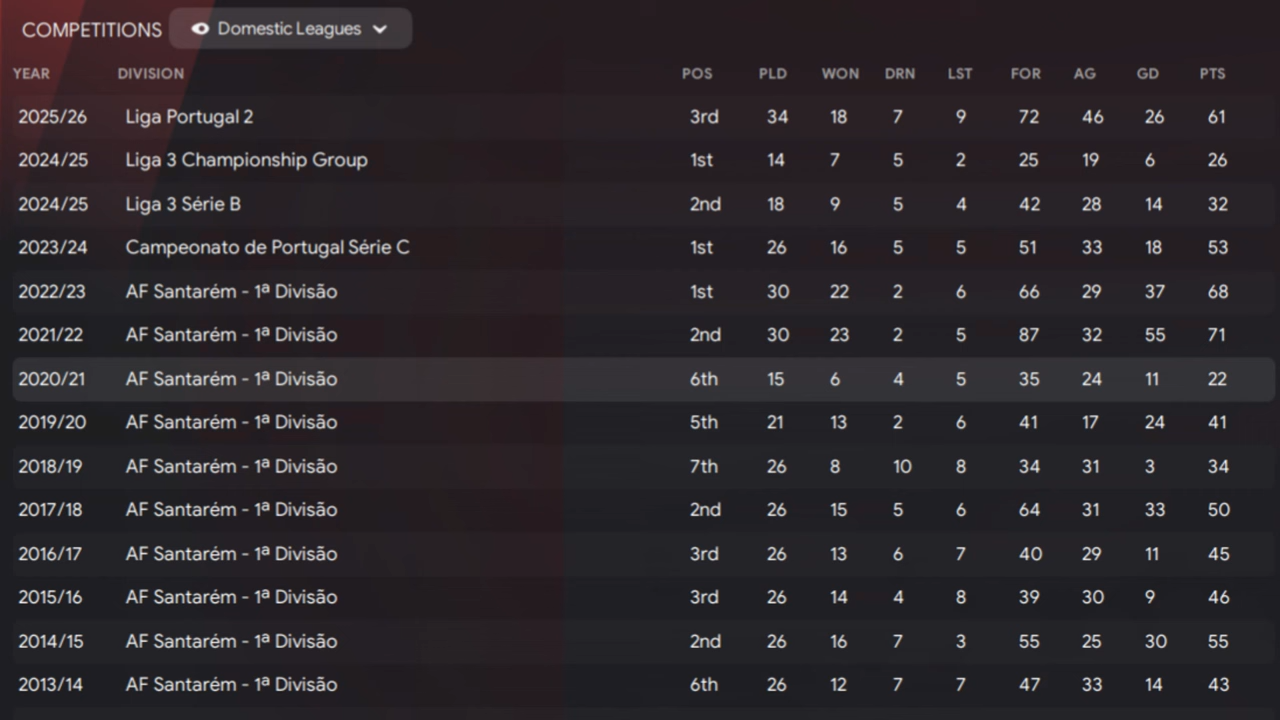 COMPETITIONS Domestic Leagues
YEAR DIVISION POS PLD WON DRN LST FOR AG GD PTS
2025/26 Liga Portugal 2 3rd 34 18 7 9 72 46 26 61
2024/25 Liga 3 Championship Group 1st 14 7 5 2 25 19 6 26
2024/25 Liga 3 Série B 2nd 18 9 5 4 42 28 14 32
2023/24 Campeonato de Portugal Série C 1st 26 16 5 5 51 33 18 53
2022/23 AF Santarém - 1ª Divisão 1st 30 22 2 6 66 29 37 68
2021/22 AF Santarém - 1ª Divisão 2nd 30 23 2 5 87 32 55 71
2020/21 AF Santarém - 1ª Divisão 6th 15 6 4 5 35 24 11 22
2019/20 AF Santarém - 1ª Divisão 5th 21 13 2 6 41 17 24 41
2018/19 AF Santarém - 1ª Divisão 7th 26 8 10 8 34 31 3 34
2017/18 AF Santarém - 1ª Divisão 2nd 26 15 5 6 64 31 33 50
2016/17 AF Santarém - 1ª Divisão 3rd 26 13 6 7 40 29 11 45
2015/16 AF Santarém - 1ª Divisão 3rd 26 14 4 8 39 30 9 46
2014/15 AF Santarém - 1ª Divisão 2nd 26 16 7 3 55 25 30 55
2013/14 AF Santarém - 1ª Divisão 6th 26 12 7 7 47 33 14 43